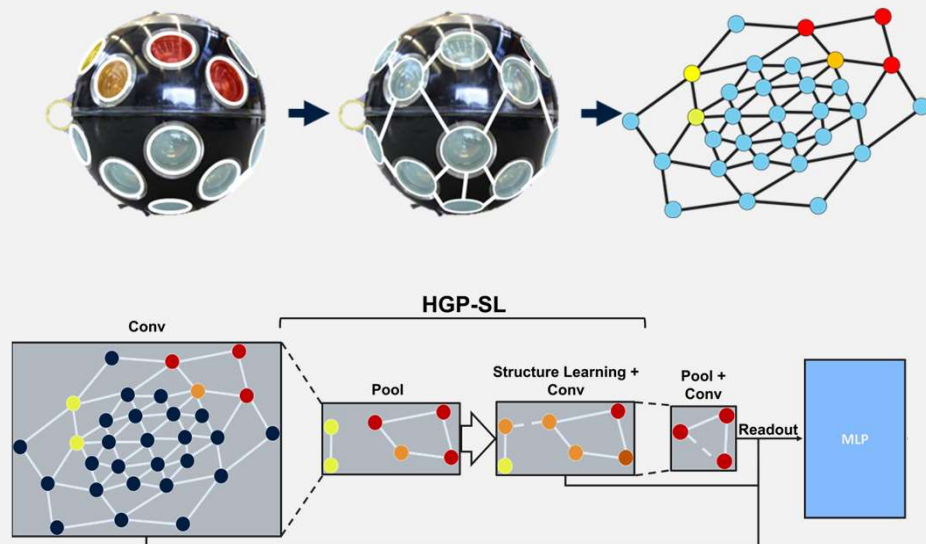 HGP-SL
Conv
Pool
Structure Learning +
Conv
Pool +
Conv
Readout
MLP